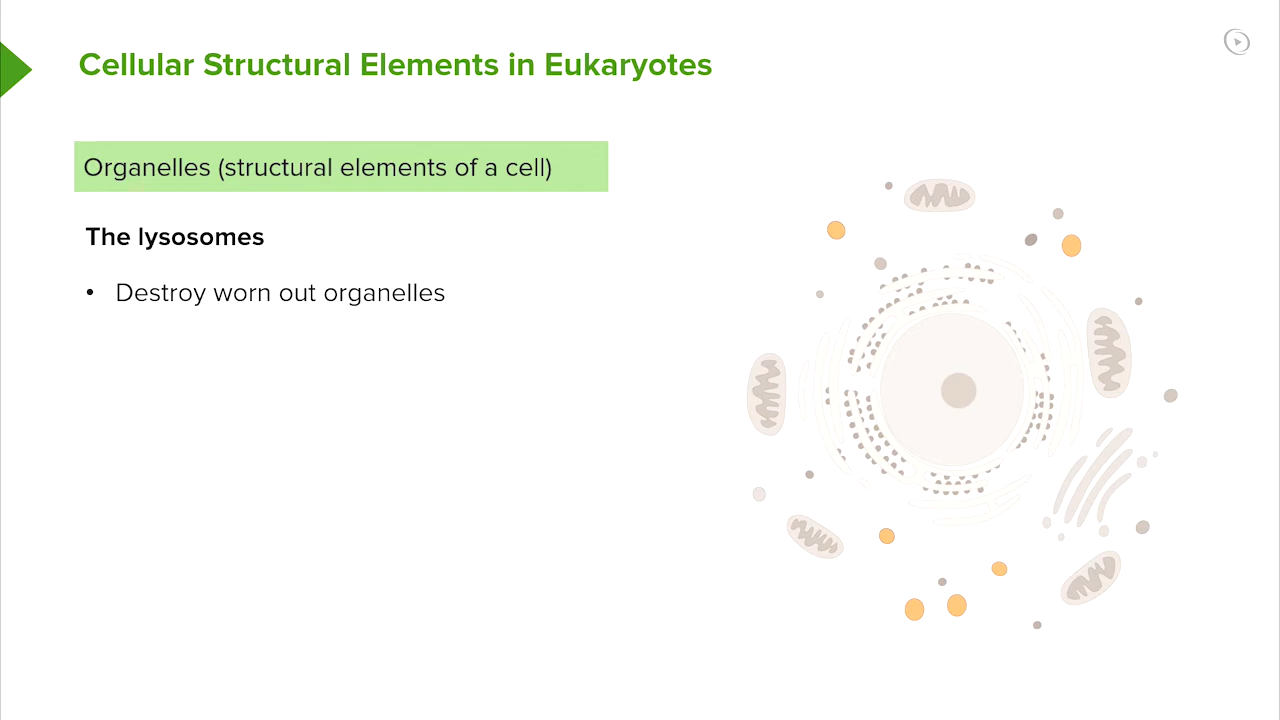 Cellular Structural Elements in Eukaryotes
Organelles (structural elements of a cell)
The lysosomes
• Destroy worn out organelles